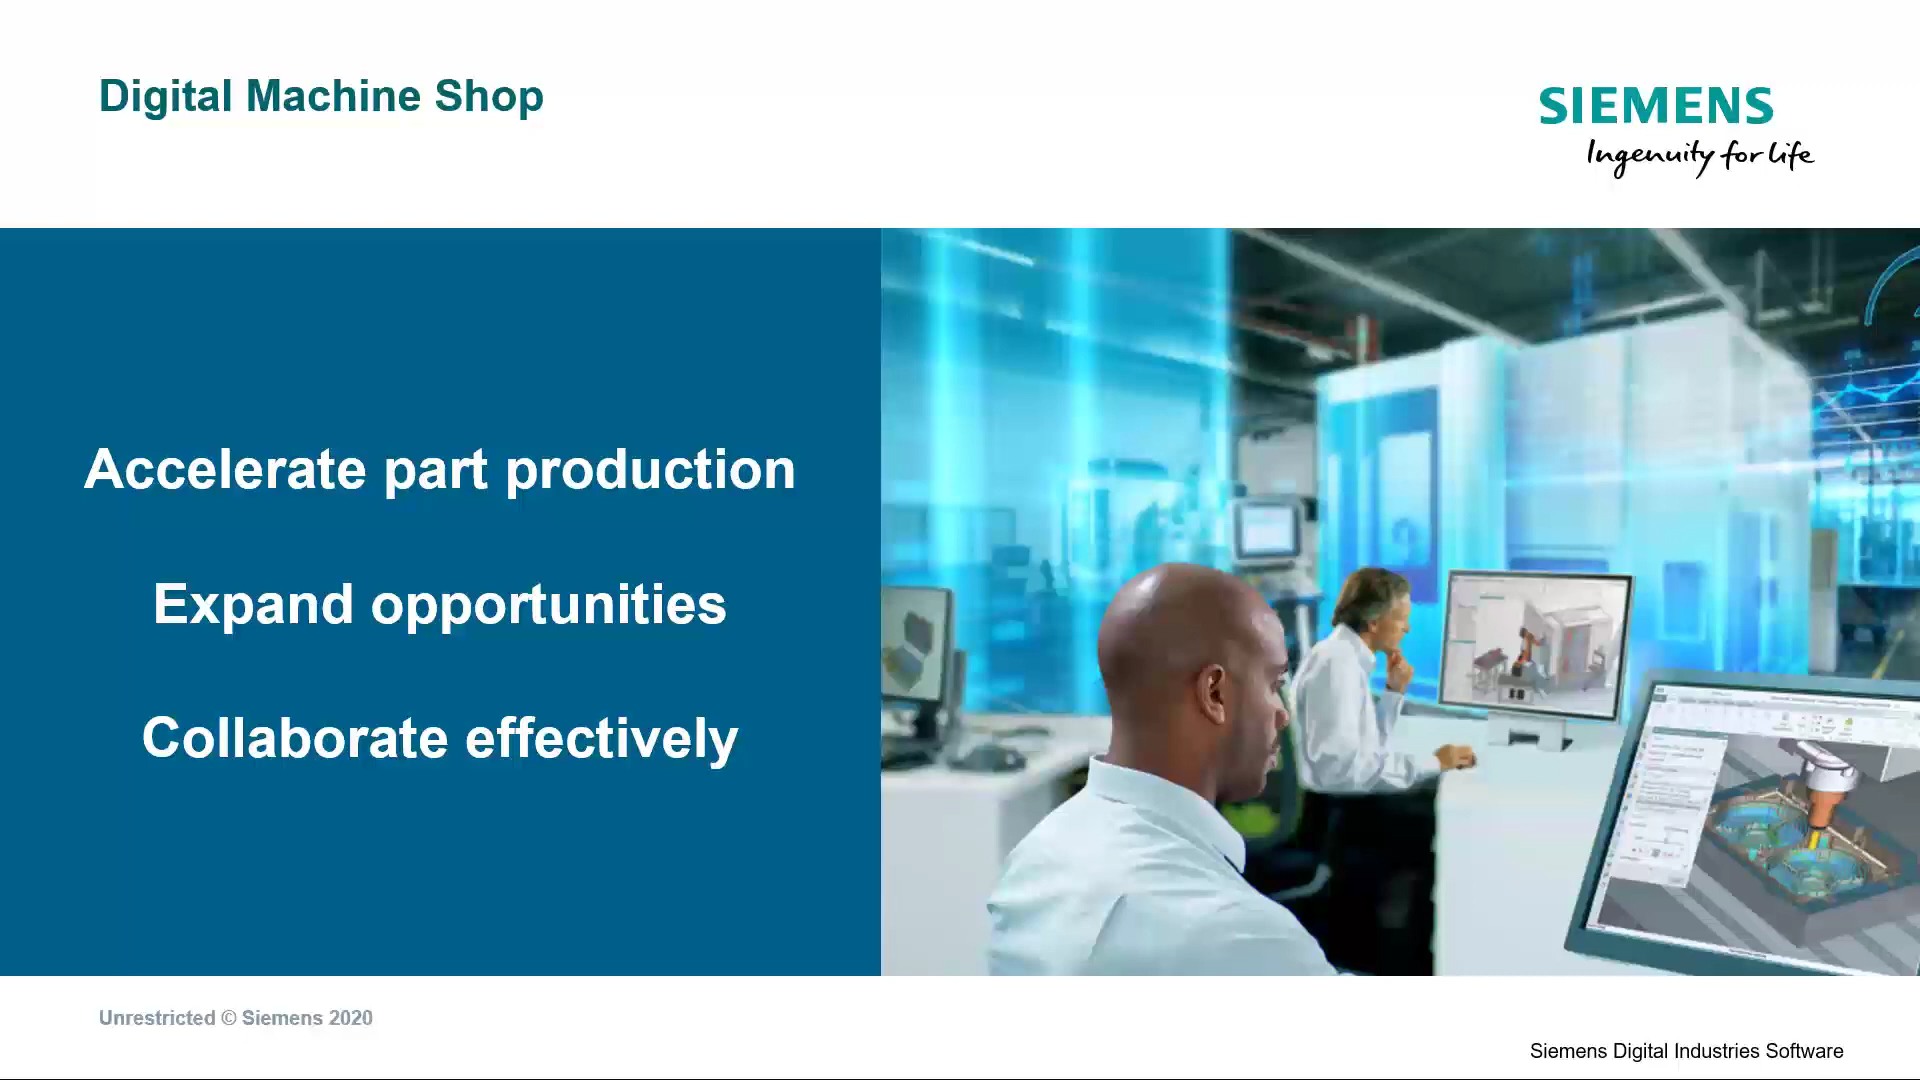 Digital Machine Shop
SIEMENS
Ingenuity for life
Accelerate part production
Expand opportunities
Collaborate effectively
Unrestricted © Siemens 2020
Siemens Digital Industries Software